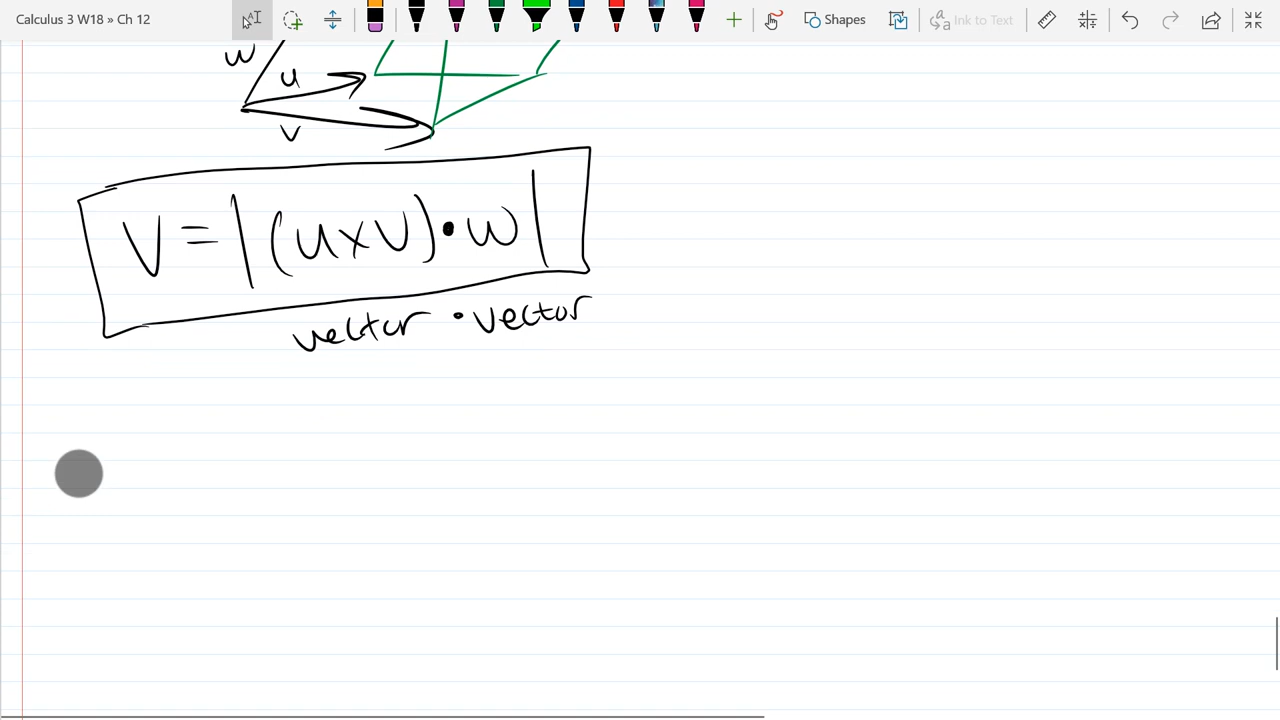 Calculus 3 W18 » Ch 12
Shapes
Ink to Text
w
u
v
V = |(u×v)•w|
vector • vector